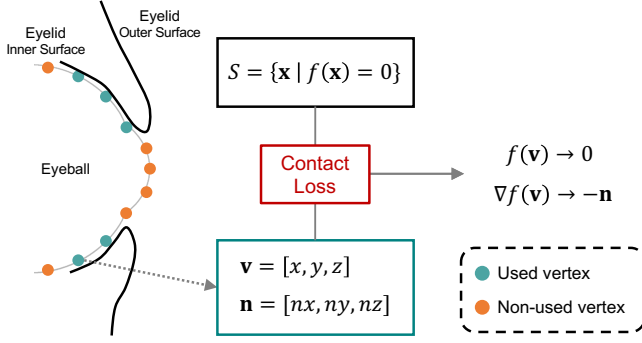 Eyelid
Inner Surface
Eyelid
Outer Surface
Eyeball
S = {𝐱 | f(𝐱) = 0}
Contact
Loss
f(𝐯) → 0
∇f(𝐯) → −𝐧
𝐯 = [x, y, z]
𝐧 = [nx, ny, nz]
Used vertex
Non-used vertex